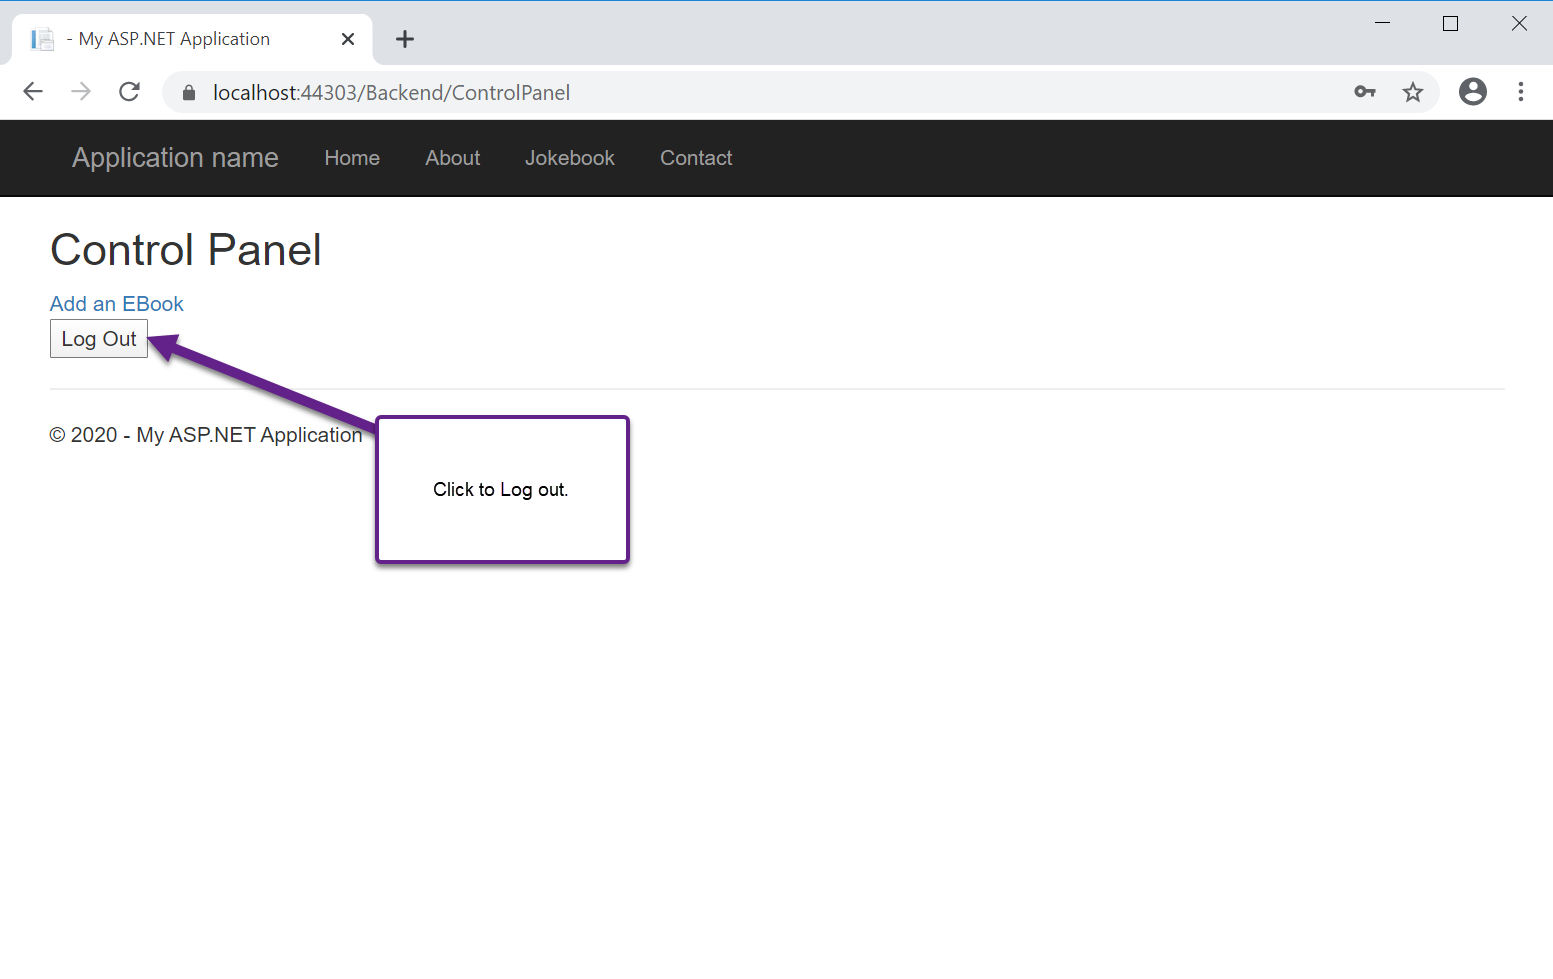 - My ASP.NET Application
localhost:44303/Backend/ControlPanel
Application name Home About Jokebook Contact
Control Panel
Add an EBook
Log Out
© 2020 - My ASP.NET Application
Click to Log out.